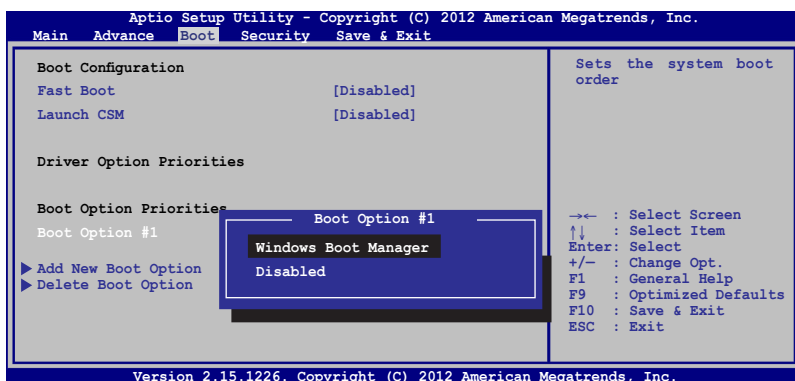 Aptio Setup Utility - Copyright (C) 2012 American Megatrends, Inc.
Main Advance Boot Security Save & Exit
Boot Configuration
Fast Boot [Disabled]
Launch CSM [Disabled]
Driver Option Priorities
Boot Option Priorities
Boot Option #1
Add New Boot Option
Delete Boot Option
Boot Option #1
Windows Boot Manager
Disabled
Sets the system boot
order
→← : Select Screen
↑↓ : Select Item
Enter: Select
+/— : Change Opt.
F1 : General Help
F9 : Optimized Defaults
F10 : Save & Exit
ESC : Exit
Version 2.15.1226. Copyright (C) 2012 American Megatrends, Inc.